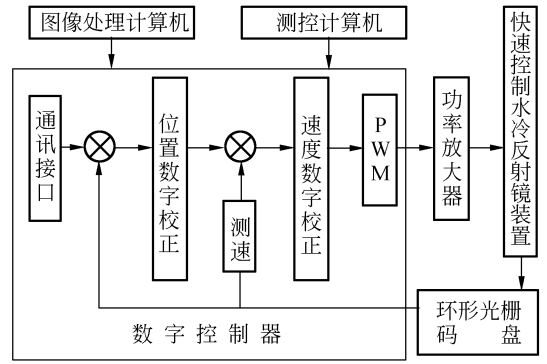 图像处理计算机
测控计算机
通讯接口
位置数字校正
测速
速度数字校正
PWM
功率放大器
快速控制水冷反射镜装置
环形光栅
码 盘
数字控制器